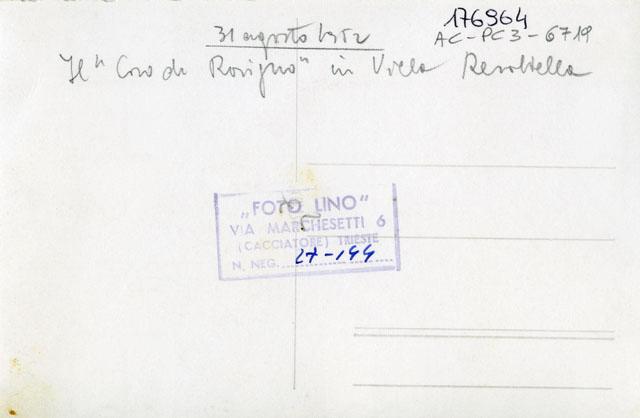 176964
AC-PC3-6719
31 agosto 1952
Il "Coro di Rovigno" in Villa Revoltella
„FOTO LINO"
VIA MARCHESETTI 6
(CACCIATORE) TRIESTE
N. NEG. 27-144